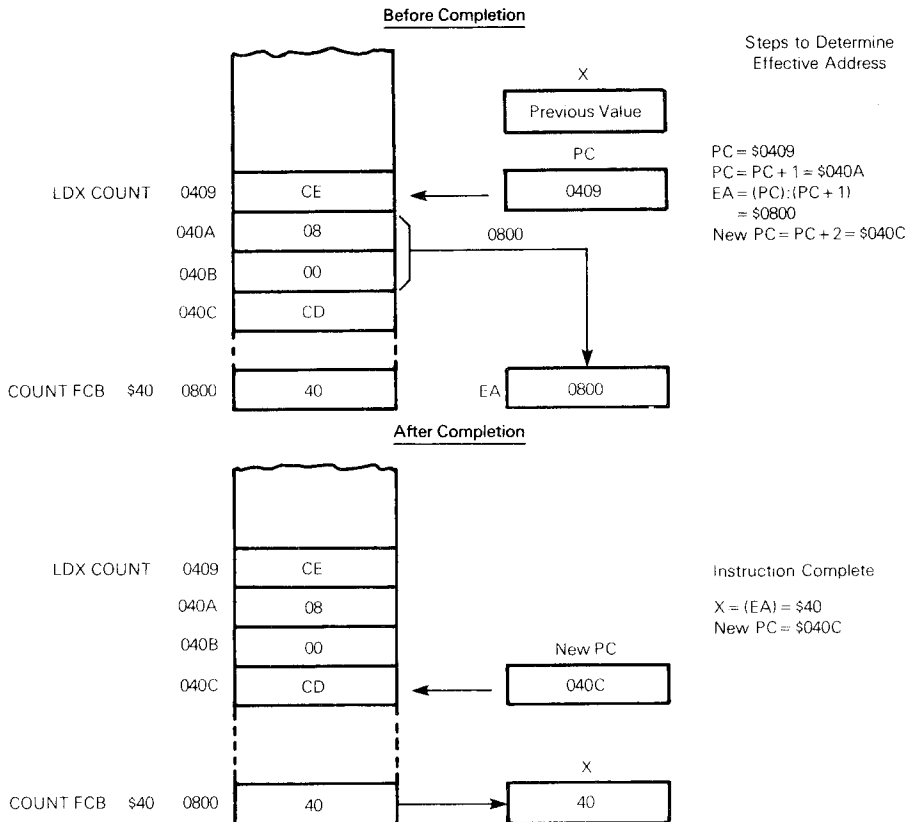 Before Completion
Steps to Determine
Effective Address
X
Previous Value
PC
PC = $0409
PC = PC + 1 = $040A
EA = (PC):(PC + 1)
= $0800
New PC = PC + 2 = $040C
LDX COUNT 0409 CE 0409
040A 08 0800
040B 00
040C CD
COUNT FCB $40 0800 40 EA 0800
After Completion
LDX COUNT 0409 CE
Instruction Complete
040A 08
X = (EA) = $40
New PC = $040C
040B 00
New PC
040C CD 040C
X
COUNT FCB $40 0800 40 40